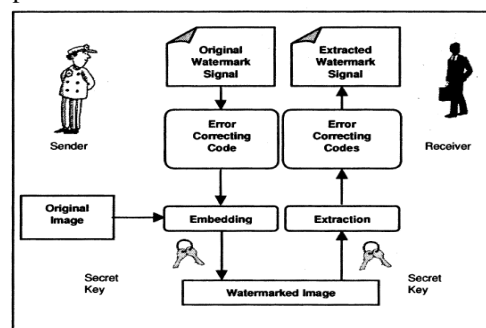 Original
Watermark
Signal
Extracted
Watermark
Signal
Sender
Error
Correcting
Code
Error
Correcting
Codes
Receiver
Original
Image
Embedding
Extraction
Secret
Key
Secret
Key
Watermarked Image